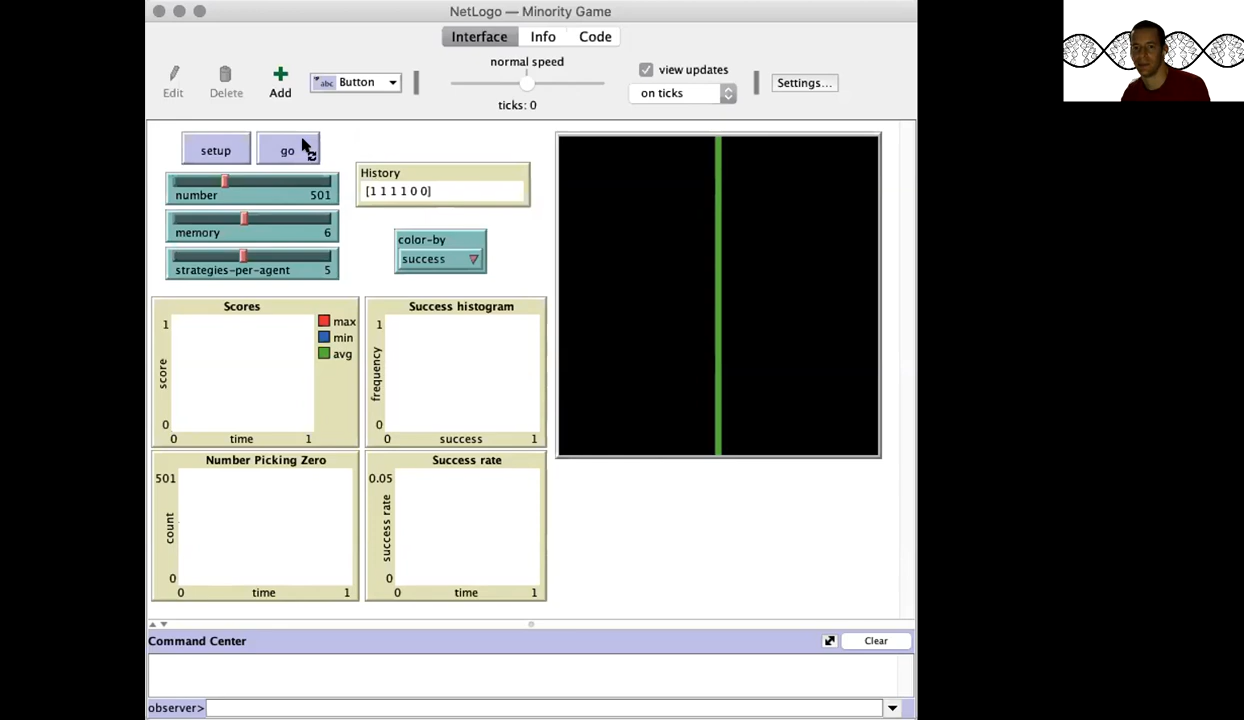 NetLogo — Minority Game
Interface Info Code
normal speed
view updates
Edit Delete Add
abc Button
on ticks
Settings...
ticks: 0
setup go
History
[1 1 1 1 0 0]
number 501
memory 6
strategies-per-agent 5
color-by
success
Scores
1
score
0
0 time 1
max
min
avg
Success histogram
1
frequency
0
0 success 1
Number Picking Zero
501
count
0
0 time 1
Success rate
0.05
success rate
0
0 time 1
Command Center
Clear
observer>